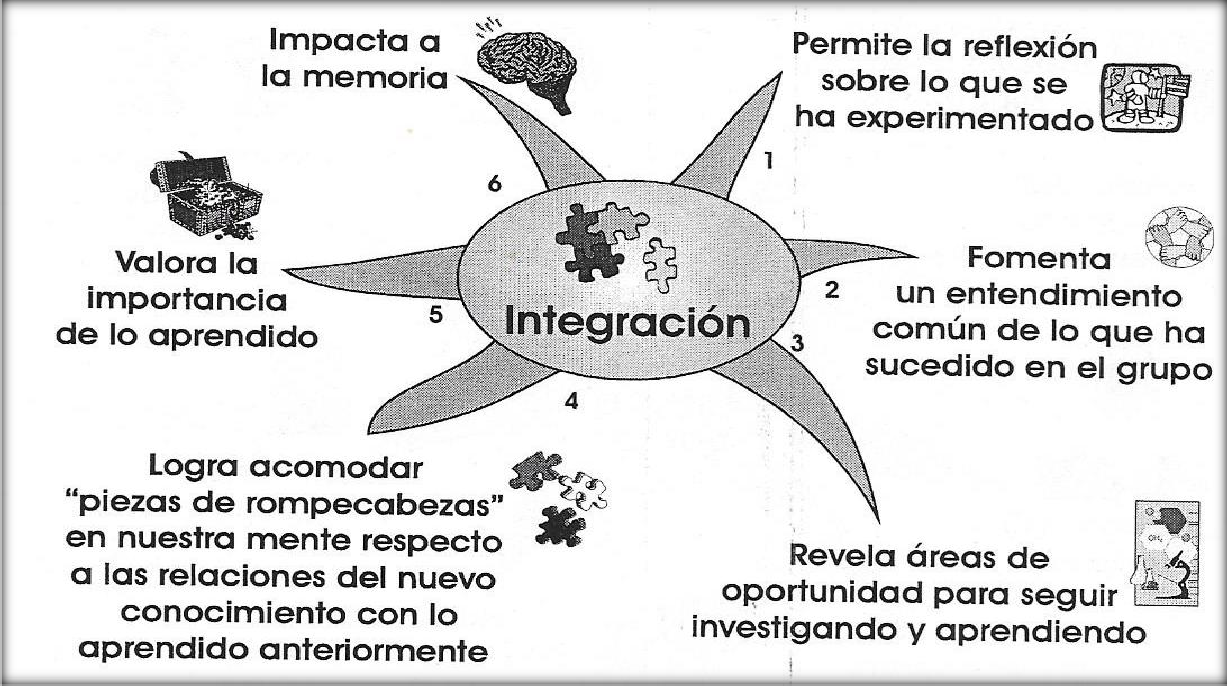 Integración
1
Permite la reflexión
sobre lo que se
ha experimentado
2
Fomenta
un entendimiento
común de lo que ha
sucedido en el grupo
3
Revela áreas de
oportunidad para seguir
investigando y aprendiendo
4
Logra acomodar
“piezas de rompecabezas”
en nuestra mente respecto
a las relaciones del nuevo
conocimiento con lo
aprendido anteriormente
5
Valora la
importancia
de lo aprendido
6
Impacta a
la memoria